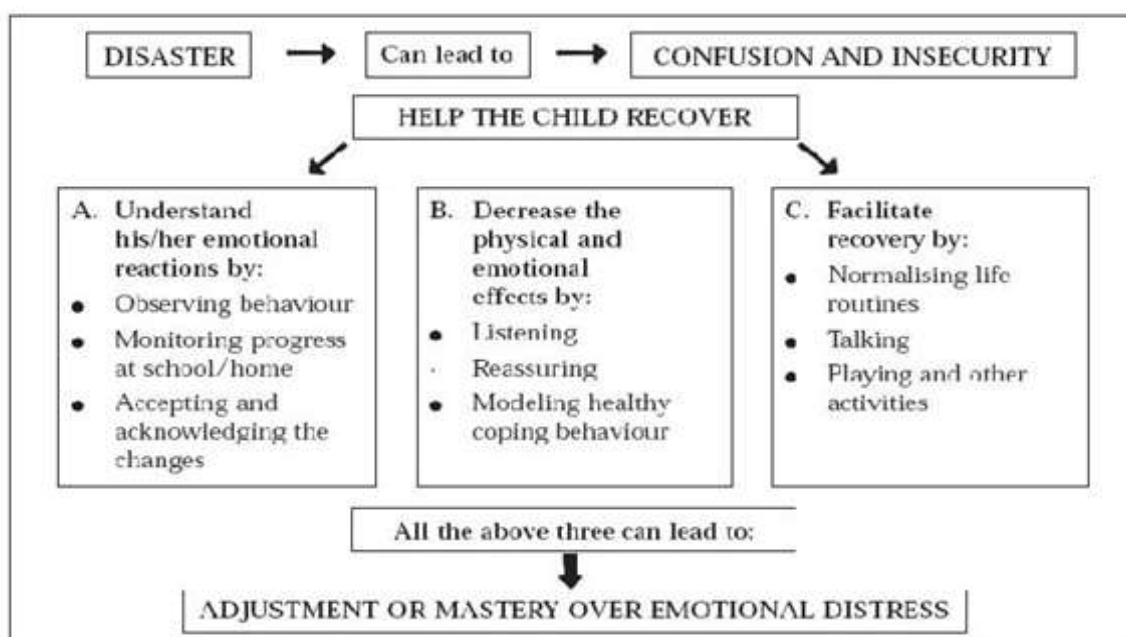 DISASTER Can lead to CONFUSION AND INSECURITY
HELP THE CHILD RECOVER
A. Understand
his/her emotional
reactions by:
● Observing behaviour
● Monitoring progress
at school/home
● Accepting and
acknowledging the
changes
B. Decrease the
physical and
emotional
effects by:
● Listening
· Reassuring
● Modeling healthy
coping behaviour
C. Facilitate
recovery by:
● Normalising life
routines
● Talking
● Playing and other
activities
All the above three can lead to:
ADJUSTMENT OR MASTERY OVER EMOTIONAL DISTRESS